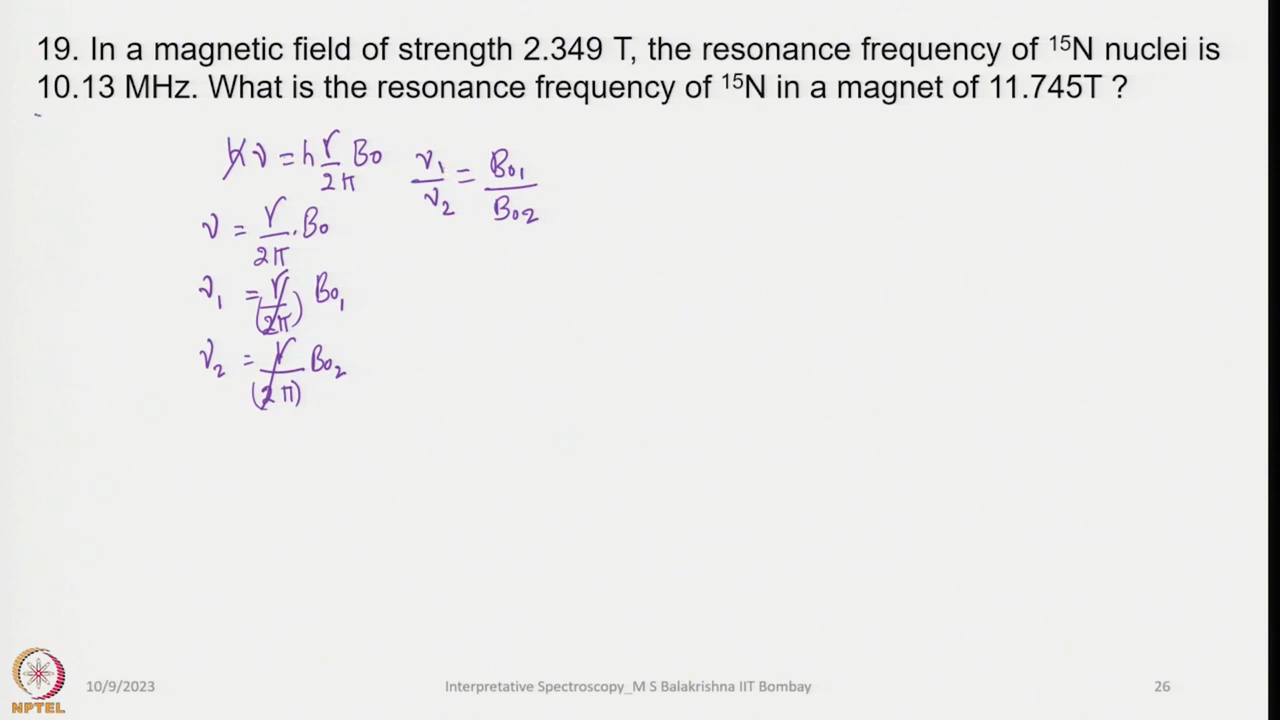 19. In a magnetic field of strength 2.349 T, the resonance frequency of ¹⁵N nuclei is
10.13 MHz. What is the resonance frequency of ¹⁵N in a magnet of 11.745T ?
hν = h γ/2π B₀
ν₁/ν₂ = B₀₁/B₀₂
ν = γ/2π . B₀
ν₁ = γ/(2π) B₀₁
ν₂ = γ/(2π) B₀₂
NPTEL
10/9/2023
Interpretative Spectroscopy_M S Balakrishna IIT Bombay
26